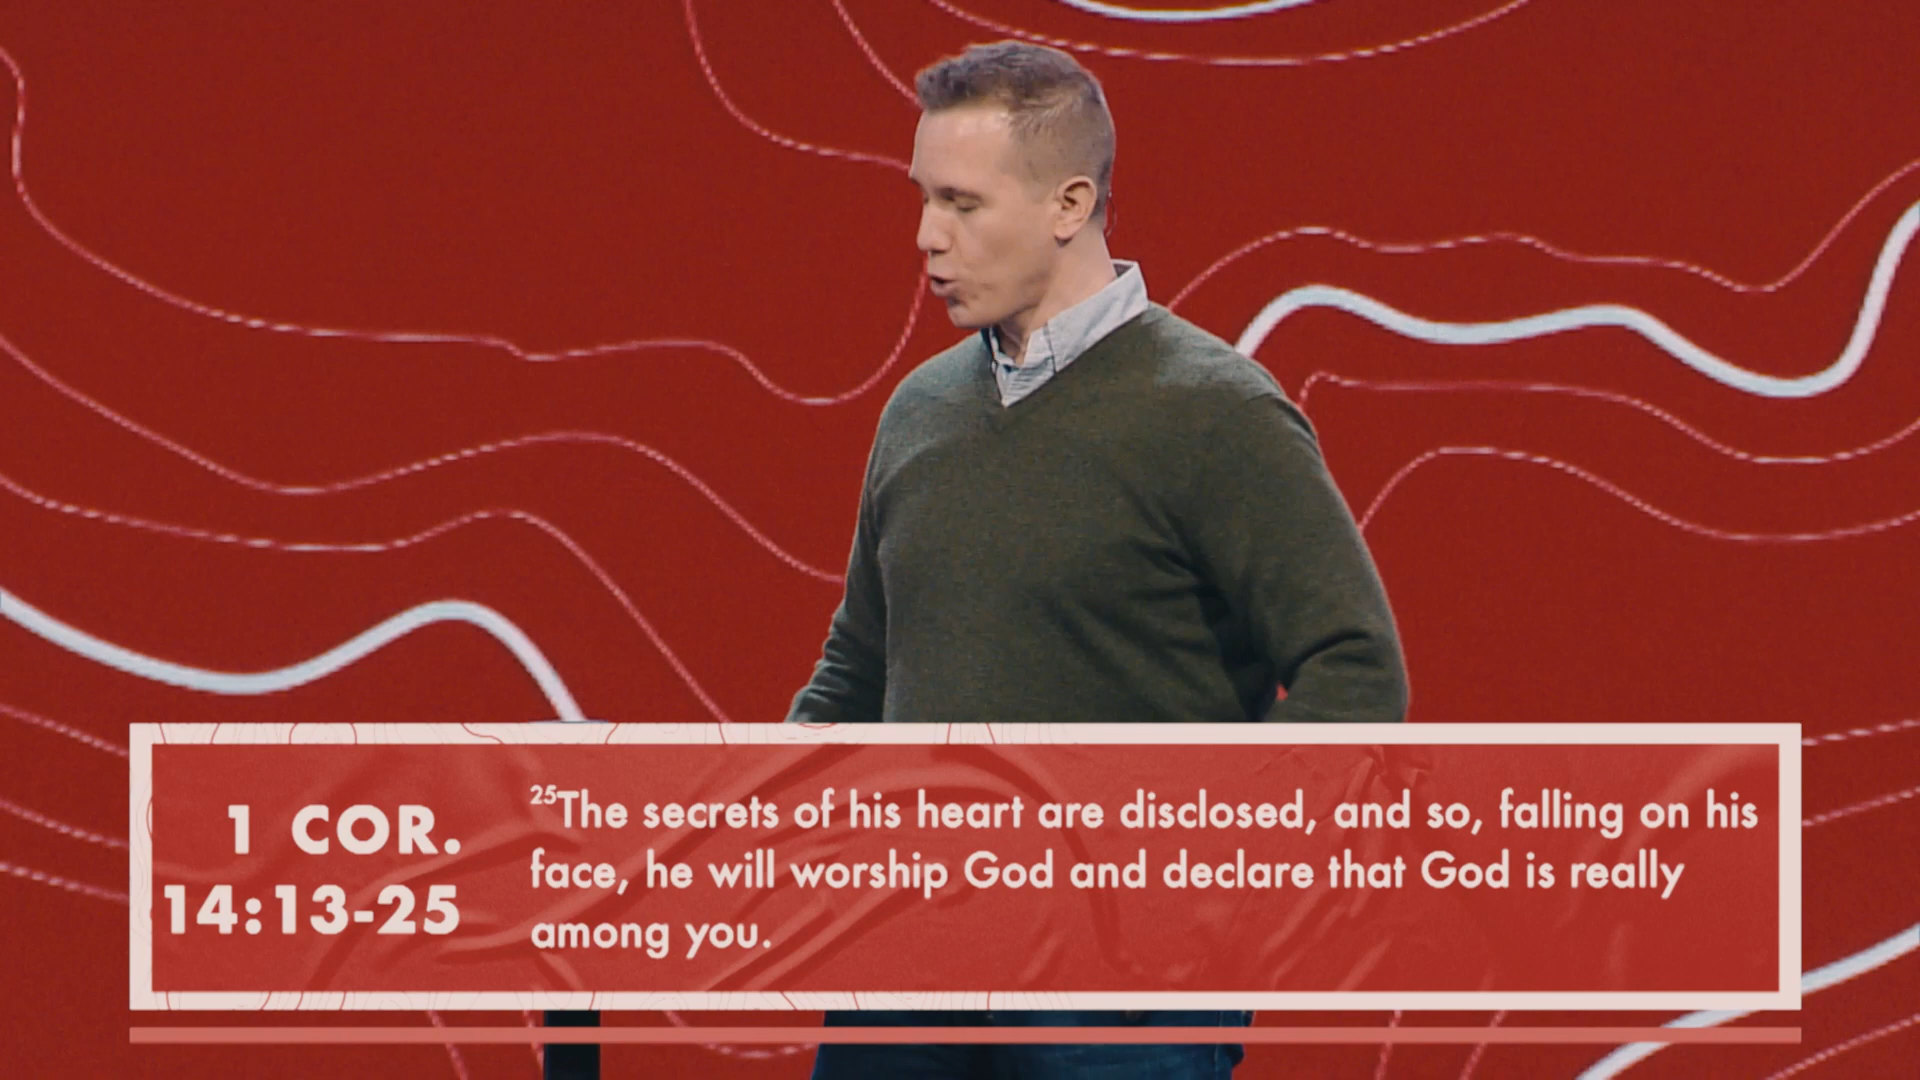 1 COR.
14:13-25
25The secrets of his heart are disclosed, and so, falling on his
face, he will worship God and declare that God is really
among you.